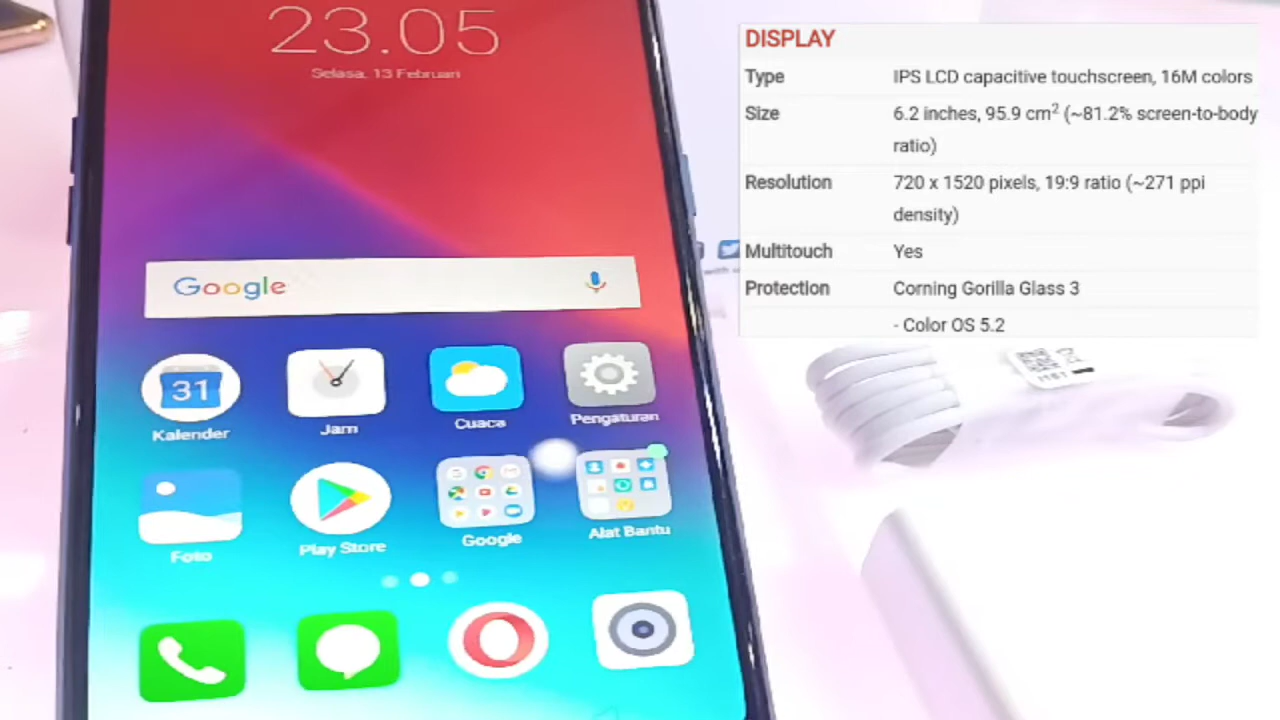 23.05
Selasa, 13 Februari
Google
31
Kalender
Jam
Cuaca
Pengaturan
Foto
Play Store
Google
Alat Bantu
DISPLAY
Type IPS LCD capacitive touchscreen, 16M colors
Size 6.2 inches, 95.9 cm² (~81.2% screen-to-body
ratio)
Resolution 720 x 1520 pixels, 19:9 ratio (~271 ppi
density)
Multitouch Yes
Protection Corning Gorilla Glass 3
- Color OS 5.2
with